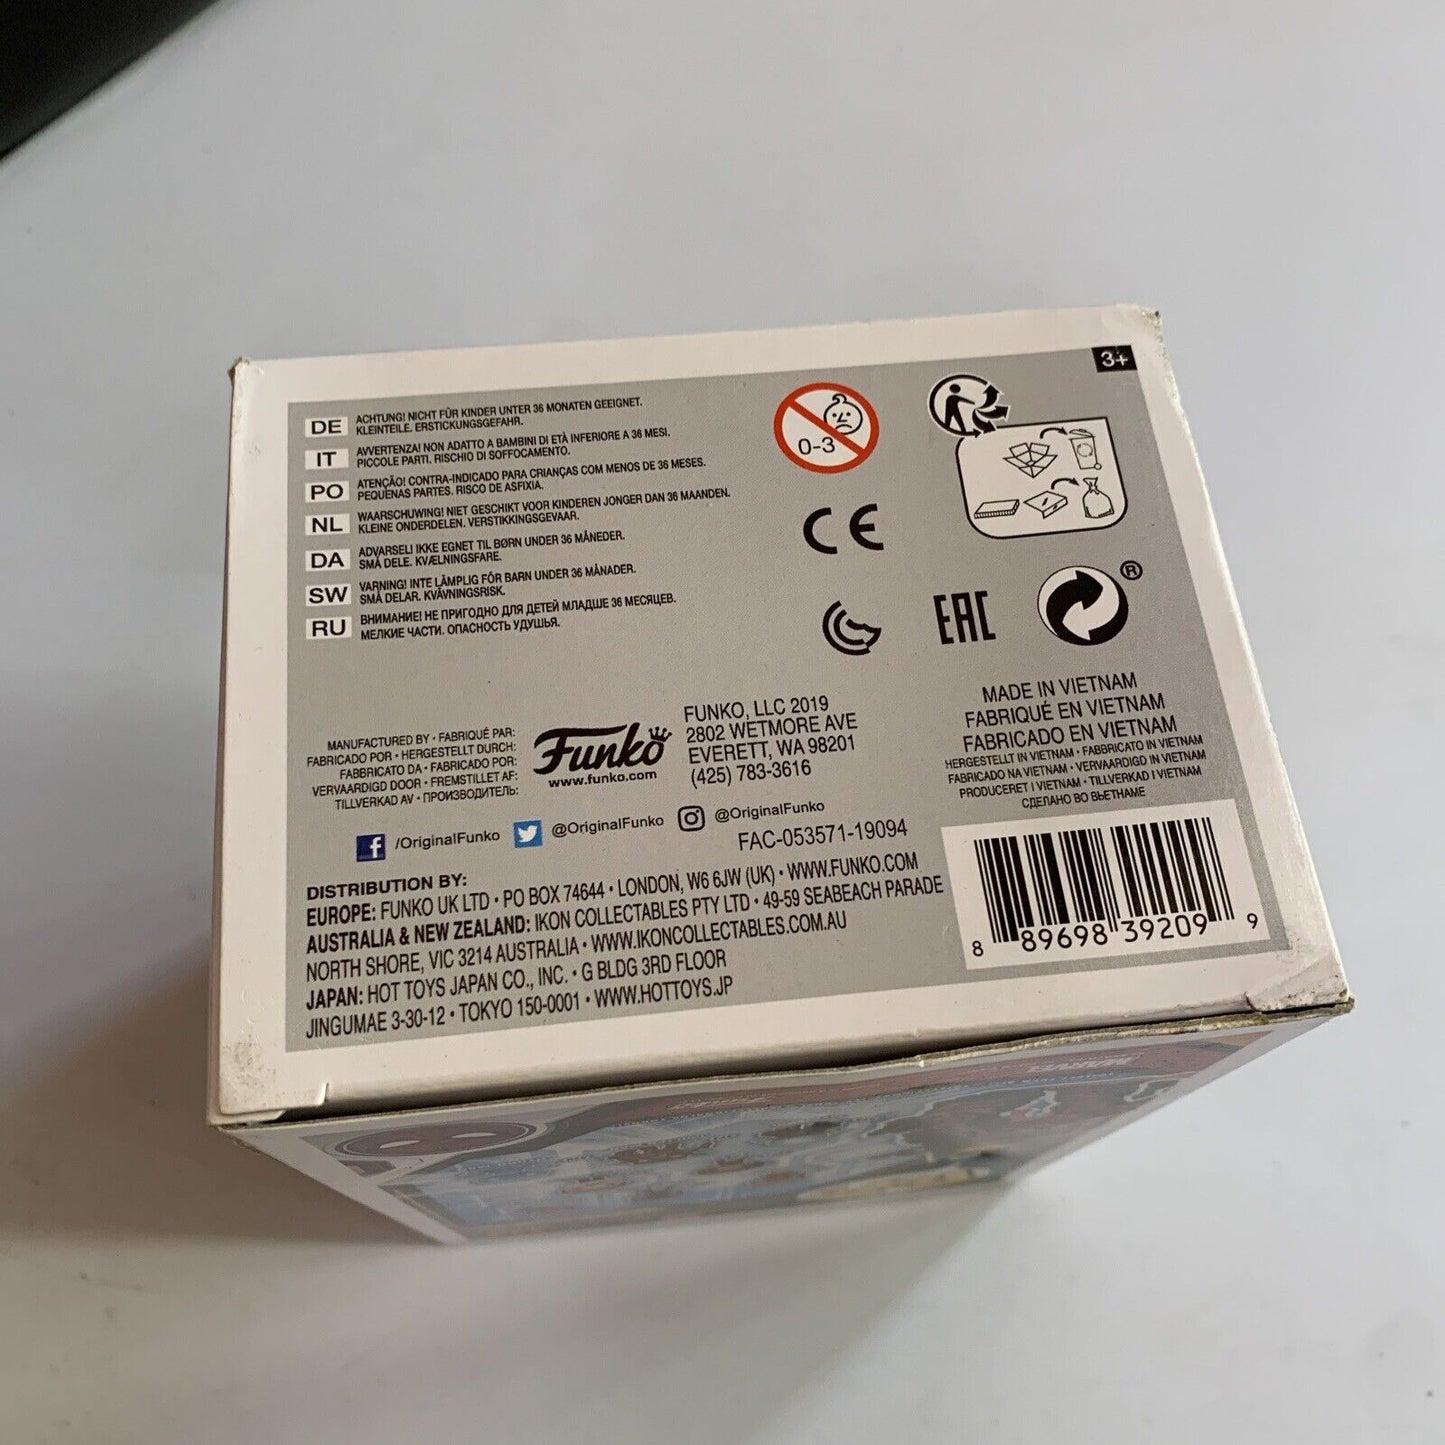 3+
DE ACHTUNG! NICHT FÜR KINDER UNTER 36 MONATEN GEEIGNET.
KLEINTEILE. ERSTICKUNGSGEFAHR.
IT AVVERTENZA! NON ADATTO A BAMBINI DI ETÀ INFERIORE A 36 MESI.
PICCOLE PARTI. RISCHIO DI SOFFOCAMENTO.
PO ATENÇÃO! CONTRA-INDICADO PARA CRIANÇAS COM MENOS DE 36 MESES.
PEQUENAS PARTES. RISCO DE ASFIXIA.
NL WAARSCHUWING! NIET GESCHIKT VOOR KINDEREN JONGER DAN 36 MAANDEN.
KLEINE ONDERDELEN. VERSTIKKINGSGEVAAR.
DA ADVARSEL! IKKE EGNET TIL BØRN UNDER 36 MÅNEDER.
SMÅ DELE. KVÆLNINGSFARE.
SW VARNING! INTE LÄMPLIG FÖR BARN UNDER 36 MÅNADER.
SMÅ DELAR. KVÄVNINGSRISK.
RU ВНИМАНИЕ! НЕ ПРИГОДНО ДЛЯ ДЕТЕЙ МЛАДШЕ 36 МЕСЯЦЕВ.
МЕЛКИЕ ЧАСТИ. ОПАСНОСТЬ УДУШЬЯ.
0-3
CE
EAC
®
MANUFACTURED BY • FABRIQUÉ PAR:
FABRICADO POR • HERGESTELLT DURCH:
FABBRICATO DA • FABRICADO POR:
VERVAARDIGD DOOR • FREMSTILLET AF:
TILLVERKAD AV • ПРОИЗВОДИТЕЛЬ:
Funko
www.funko.com
FUNKO, LLC 2019
2802 WETMORE AVE
EVERETT, WA 98201
(425) 783-3616
MADE IN VIETNAM
FABRIQUÉ EN VIETNAM
FABRICADO EN VIETNAM
HERGESTELLT IN VIETNAM • FABBRICATO IN VIETNAM
FABRICADO NA VIETNAM • VERVAARDIGD IN VIETNAM
PRODUCERET I VIETNAM • TILLVERKAD I VIETNAM
СДЕЛАНО ВО ВЬЕТНАМЕ
f /OriginalFunko @OriginalFunko @OriginalFunko
FAC-053571-19094
DISTRIBUTION BY:
EUROPE: FUNKO UK LTD • PO BOX 74644 • LONDON, W6 6JW (UK) • WWW.FUNKO.COM
AUSTRALIA & NEW ZEALAND: IKON COLLECTABLES PTY LTD • 49-59 SEABEACH PARADE
NORTH SHORE, VIC 3214 AUSTRALIA • WWW.IKONCOLLECTABLES.COM.AU
JAPAN: HOT TOYS JAPAN CO., INC. • G BLDG 3RD FLOOR
JINGUMAE 3-30-12 • TOKYO 150-0001 • WWW.HOTTOYS.JP
8 89698 39209 9
MARVEL